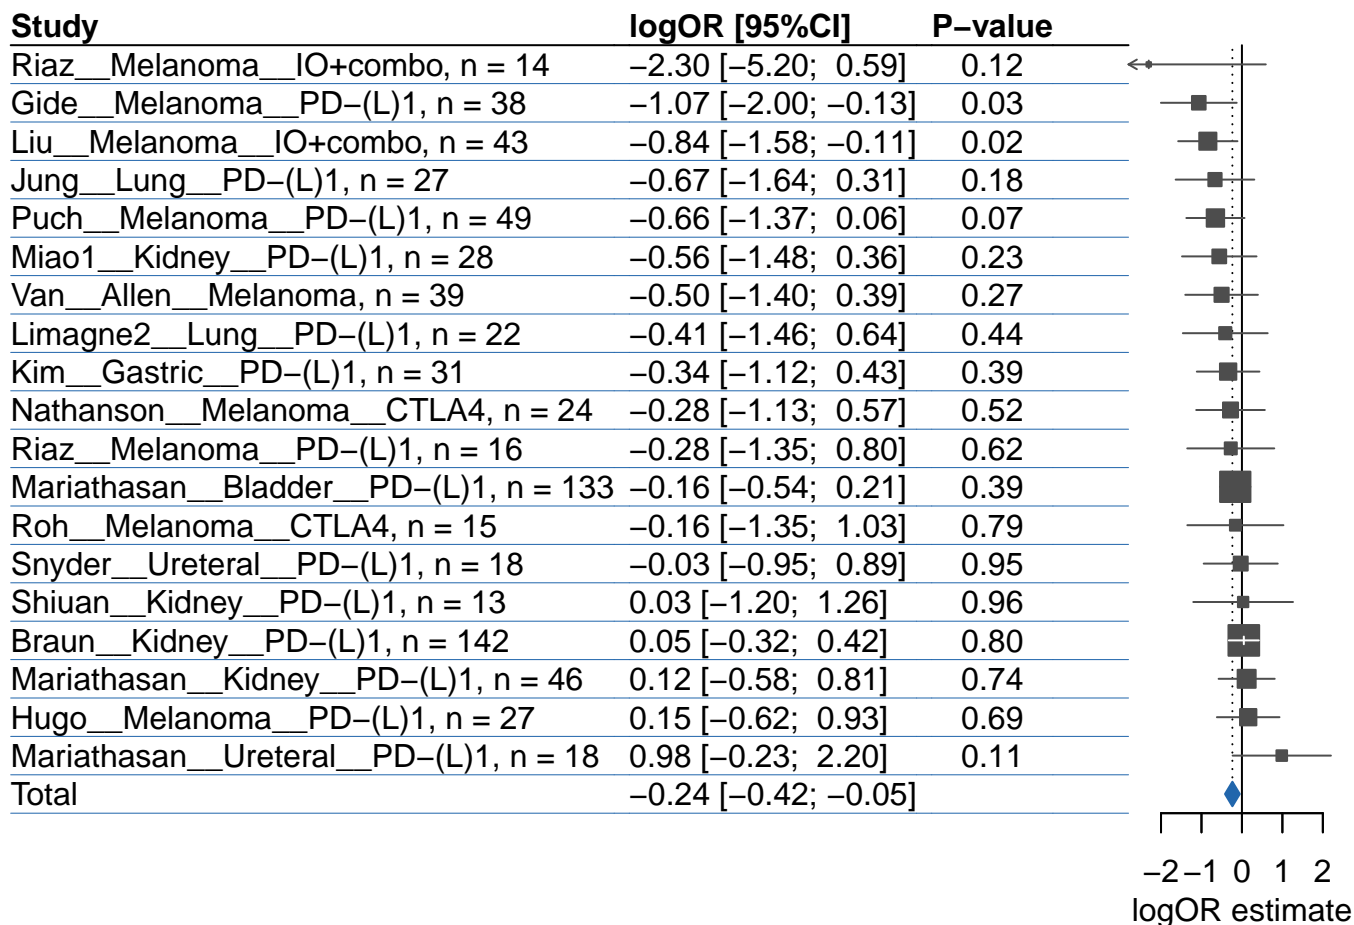 Study logOR [95%CI] P−value
Riaz__Melanoma__IO+combo, n = 14 −2.30 [−5.20; 0.59] 0.12
Gide__Melanoma__PD−(L)1, n = 38 −1.07 [−2.00; −0.13] 0.03
Liu__Melanoma__IO+combo, n = 43 −0.84 [−1.58; −0.11] 0.02
Jung__Lung__PD−(L)1, n = 27 −0.67 [−1.64; 0.31] 0.18
Puch__Melanoma__PD−(L)1, n = 49 −0.66 [−1.37; 0.06] 0.07
Miao1__Kidney__PD−(L)1, n = 28 −0.56 [−1.48; 0.36] 0.23
Van__Allen__Melanoma, n = 39 −0.50 [−1.40; 0.39] 0.27
Limagne2__Lung__PD−(L)1, n = 22 −0.41 [−1.46; 0.64] 0.44
Kim__Gastric__PD−(L)1, n = 31 −0.34 [−1.12; 0.43] 0.39
Nathanson__Melanoma__CTLA4, n = 24 −0.28 [−1.13; 0.57] 0.52
Riaz__Melanoma__PD−(L)1, n = 16 −0.28 [−1.35; 0.80] 0.62
Mariathasan__Bladder__PD−(L)1, n = 133 −0.16 [−0.54; 0.21] 0.39
Roh__Melanoma__CTLA4, n = 15 −0.16 [−1.35; 1.03] 0.79
Snyder__Ureteral__PD−(L)1, n = 18 −0.03 [−0.95; 0.89] 0.95
Shiuan__Kidney__PD−(L)1, n = 13 0.03 [−1.20; 1.26] 0.96
Braun__Kidney__PD−(L)1, n = 142 0.05 [−0.32; 0.42] 0.80
Mariathasan__Kidney__PD−(L)1, n = 46 0.12 [−0.58; 0.81] 0.74
Hugo__Melanoma__PD−(L)1, n = 27 0.15 [−0.62; 0.93] 0.69
Mariathasan__Ureteral__PD−(L)1, n = 18 0.98 [−0.23; 2.20] 0.11
Total −0.24 [−0.42; −0.05]
−2 −1 0 1 2
logOR estimate